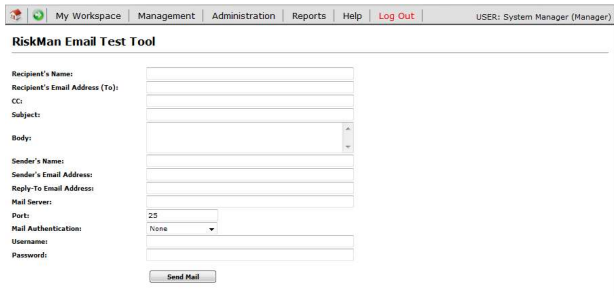 My Workspace | Management | Administration | Reports | Help | Log Out | USER: System Manager (Manager)
RiskMan Email Test Tool
Recipient's Name:
Recipient's Email Address (To):
CC:
Subject:
Body:
Sender's Name:
Sender's Email Address:
Reply-To Email Address:
Mail Server:
Port: 25
Mail Authentication: None
Username:
Password:
Send Mail